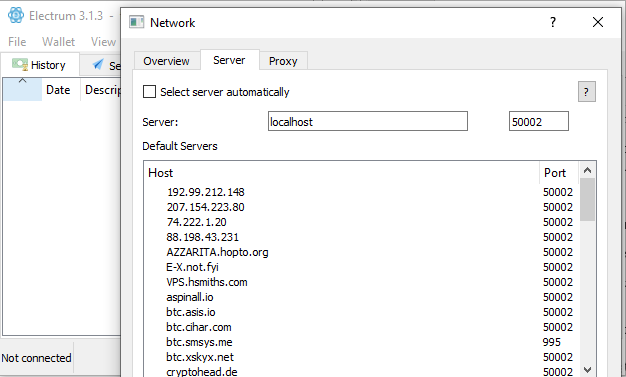 Electrum 3.1.3 -
Network
File Wallet View
Overview Server Proxy
History Se
Date Descrip
Select server automatically
?
Server: localhost 50002
Default Servers
Host Port
192.99.212.148 50002
207.154.223.80 50002
74.222.1.20 50002
88.198.43.231 50002
AZZARITA.hopto.org 50002
E-X.not.fyi 50002
VPS.hsmiths.com 50002
aspinall.io 50002
btc.asis.io 50002
btc.cihar.com 50002
btc.smsys.me 995
btc.xskyx.net 50002
cryptohead.de 50002
Not connected